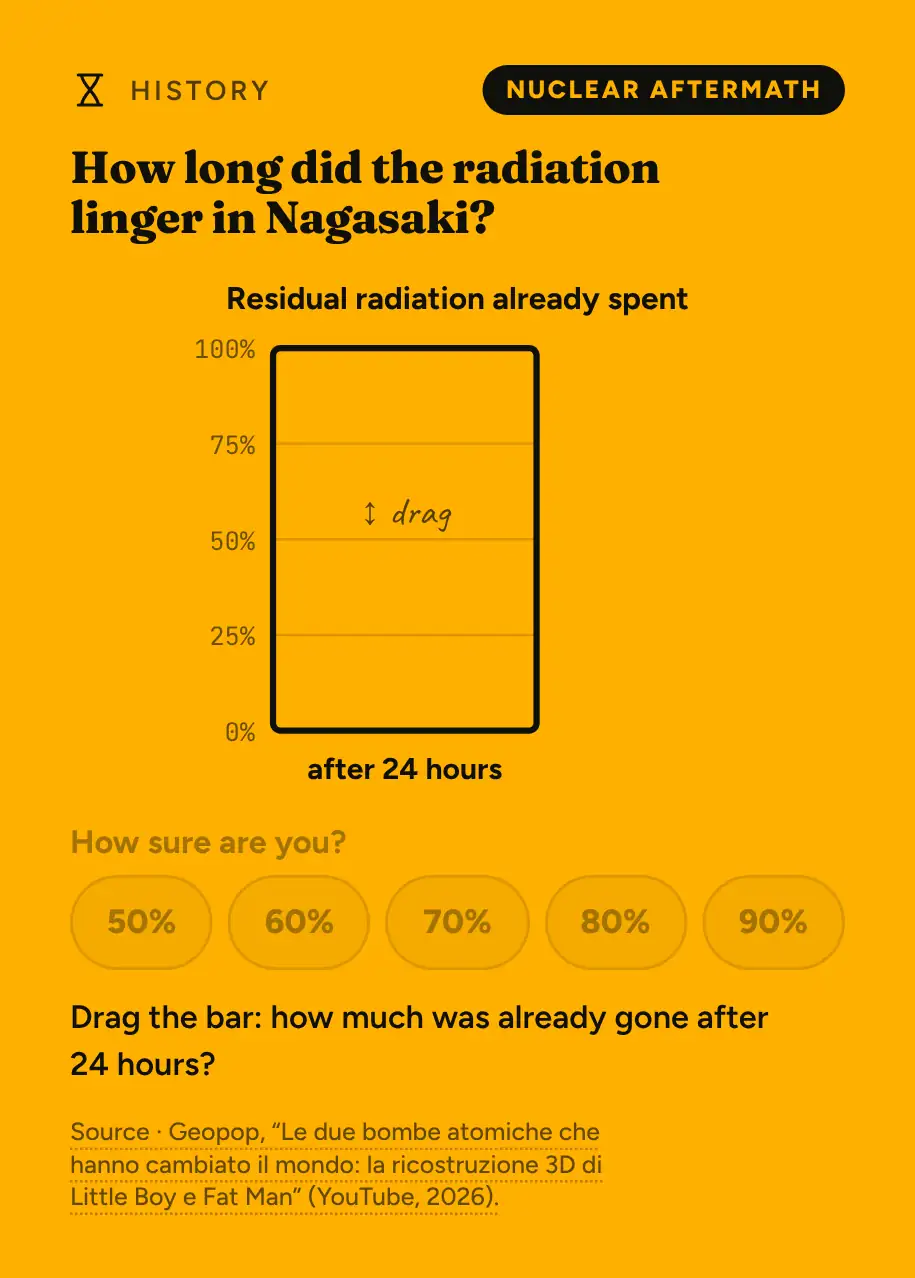 HISTORY
NUCLEAR AFTERMATH
How long did the radiation
linger in Nagasaki?
Residual radiation already spent
100%
75%
↕ drag
50%
25%
0%
after 24 hours
How sure are you?
50% 60% 70% 80% 90%
Drag the bar: how much was already gone after
24 hours?
Source · Geopop, “Le due bombe atomiche che
hanno cambiato il mondo: la ricostruzione 3D di
Little Boy e Fat Man” (YouTube, 2026).